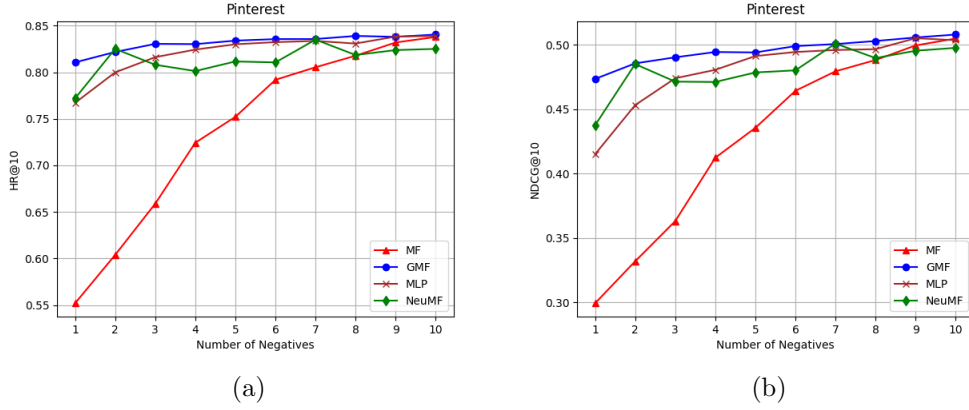 Pinterest
0.85
0.80
0.75
0.70
0.65
0.60
0.55
HR@10
1 2 3 4 5 6 7 8 9 10
Number of Negatives
MF
GMF
MLP
NeuMF
(a)
Pinterest
0.50
0.45
0.40
0.35
0.30
NDCG@10
1 2 3 4 5 6 7 8 9 10
Number of Negatives
MF
GMF
MLP
NeuMF
(b)